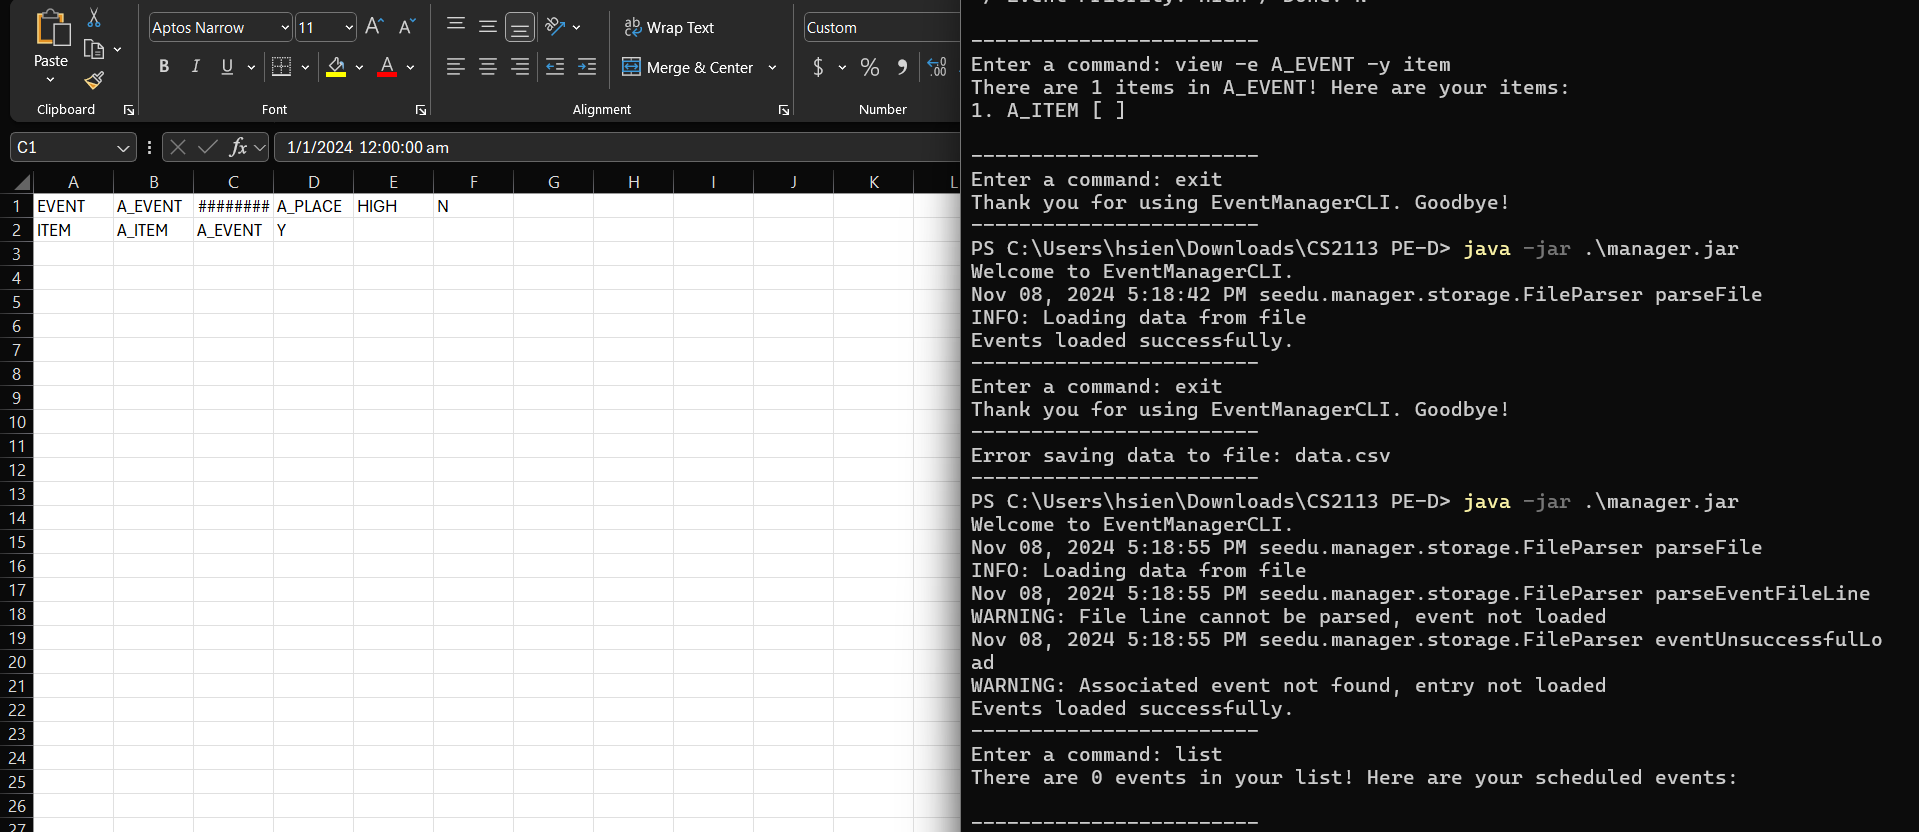 Aptos Narrow
11
A^
Aˇ
Wrap Text
Custom
Paste
B
I
U
A
Merge & Center
$
%
Clipboard
Font
Alignment
Number
C1
fx
1/1/2024 12:00:00 am
A B C D E F G H I J K L
1 EVENT A_EVENT ######## A_PLACE HIGH N
2 ITEM A_ITEM A_EVENT Y
3
4
5
6
7
8
9
10
11
12
13
14
15
16
17
18
19
20
21
22
23
24
25
26
27
------------------------
Enter a command: view -e A_EVENT -y item
There are 1 items in A_EVENT! Here are your items:
1. A_ITEM [ ]
------------------------
Enter a command: exit
Thank you for using EventManagerCLI. Goodbye!
------------------------
PS C:\Users\hsien\Downloads\CS2113 PE-D> java -jar .\manager.jar
Welcome to EventManagerCLI.
Nov 08, 2024 5:18:42 PM seedu.manager.storage.FileParser parseFile
INFO: Loading data from file
Events loaded successfully.
------------------------
Enter a command: exit
Thank you for using EventManagerCLI. Goodbye!
------------------------
Error saving data to file: data.csv
------------------------
PS C:\Users\hsien\Downloads\CS2113 PE-D> java -jar .\manager.jar
Welcome to EventManagerCLI.
Nov 08, 2024 5:18:55 PM seedu.manager.storage.FileParser parseFile
INFO: Loading data from file
Nov 08, 2024 5:18:55 PM seedu.manager.storage.FileParser parseEventFileLine
WARNING: File line cannot be parsed, event not loaded
Nov 08, 2024 5:18:55 PM seedu.manager.storage.FileParser eventUnsuccessfulLo
ad
WARNING: Associated event not found, entry not loaded
Events loaded successfully.
------------------------
Enter a command: list
There are 0 events in your list! Here are your scheduled events:
------------------------